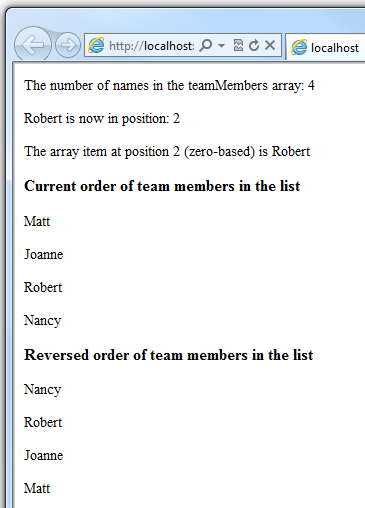 http://localhost:
localhost
The number of names in the teamMembers array: 4
Robert is now in position: 2
The array item at position 2 (zero-based) is Robert
Current order of team members in the list
Matt
Joanne
Robert
Nancy
Reversed order of team members in the list
Nancy
Robert
Joanne
Matt